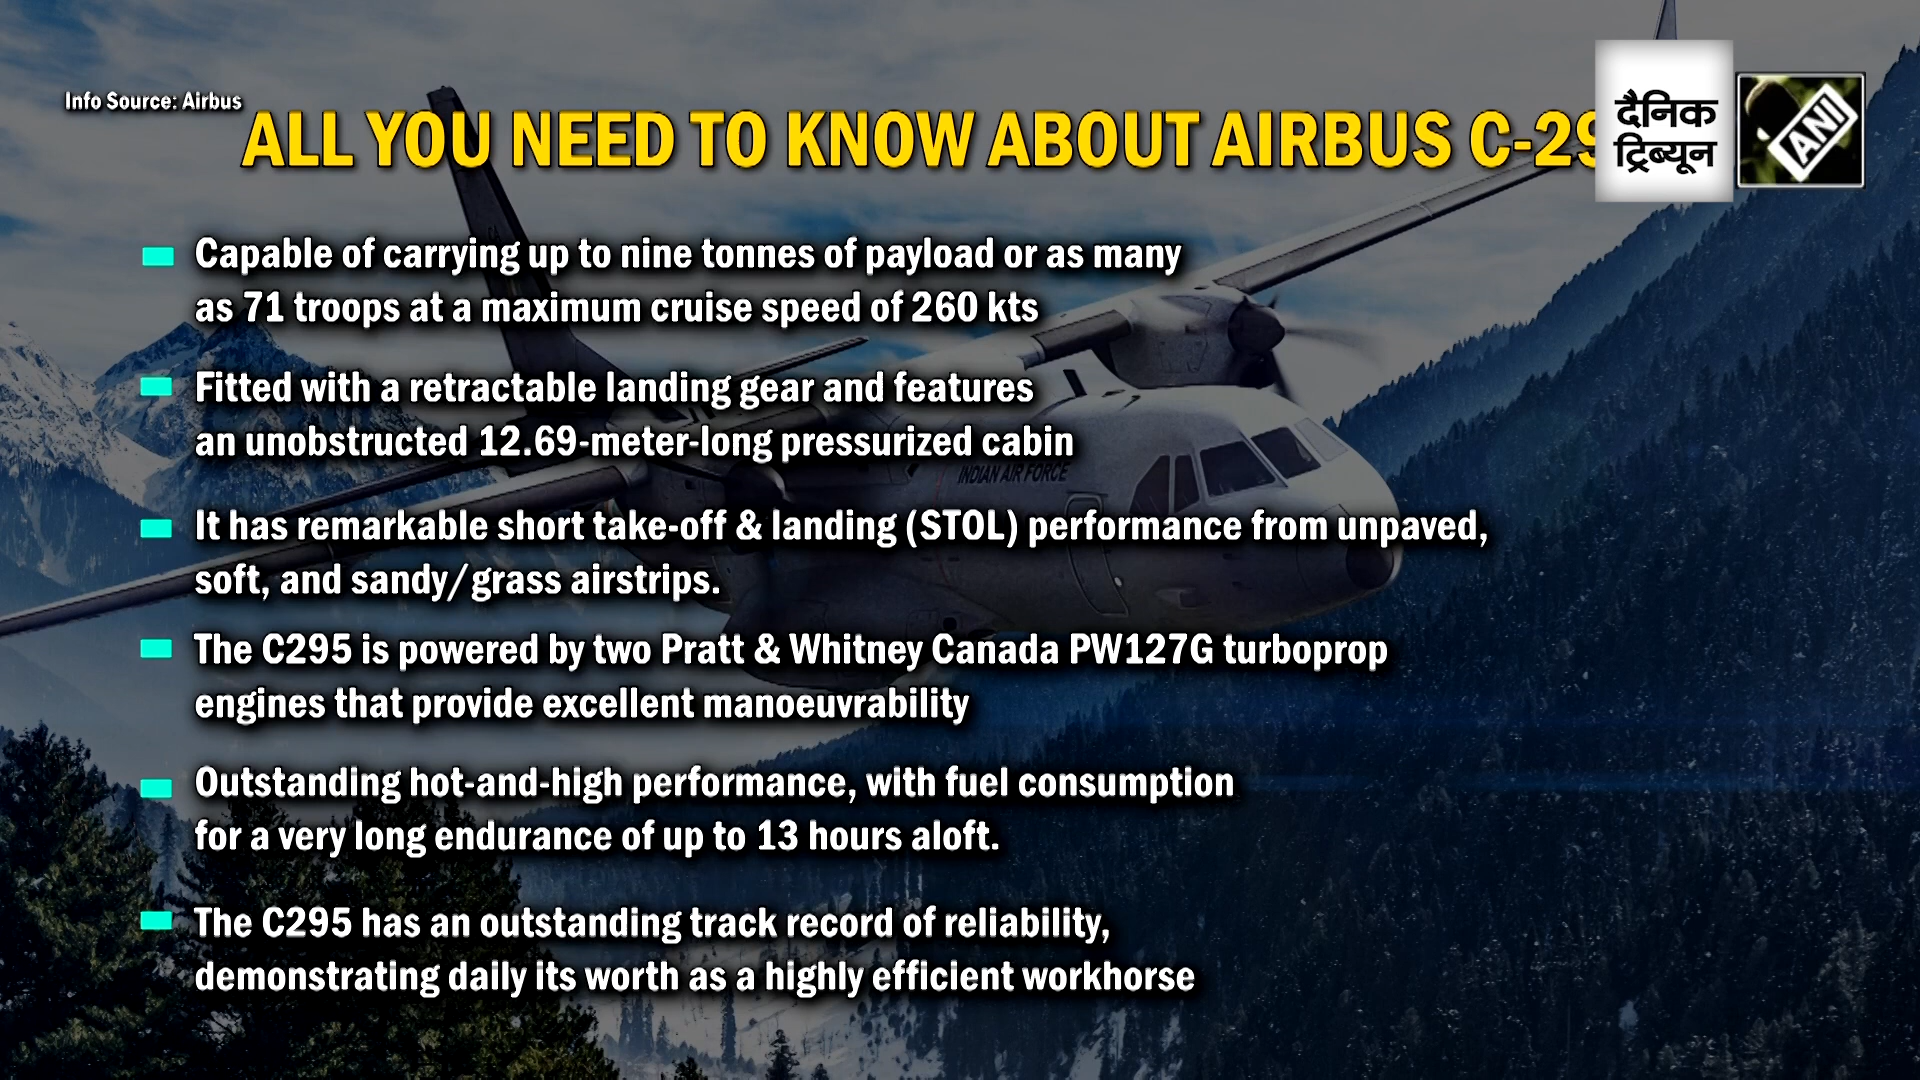 Info Source: Airbus
ALL YOU NEED TO KNOW ABOUT AIRBUS C-29
दैनिक
ट्रिब्यून
ANI
Capable of carrying up to nine tonnes of payload or as many
as 71 troops at a maximum cruise speed of 260 kts
Fitted with a retractable landing gear and features
an unobstructed 12.69-meter-long pressurized cabin
INDIAN AIR FORCE
It has remarkable short take-off & landing (STOL) performance from unpaved,
soft, and sandy/grass airstrips.
The C295 is powered by two Pratt & Whitney Canada PW127G turboprop
engines that provide excellent manoeuvrability
Outstanding hot-and-high performance, with fuel consumption
for a very long endurance of up to 13 hours aloft.
The C295 has an outstanding track record of reliability,
demonstrating daily its worth as a highly efficient workhorse